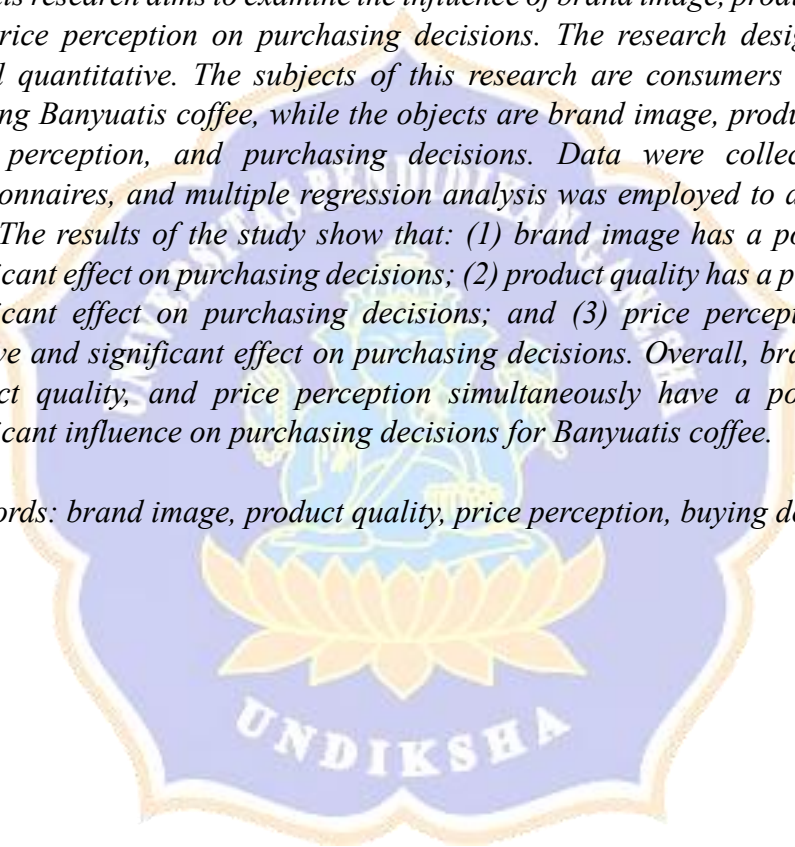 is research aims to examine the influence of brand image, produ
rice perception on purchasing decisions. The research desig
l quantitative. The subjects of this research are consumers
ng Banyuatis coffee, while the objects are brand image, produ
perception, and purchasing decisions. Data were collec
onnaires, and multiple regression analysis was employed to a
The results of the study show that: (1) brand image has a po
icant effect on purchasing decisions; (2) product quality has a p
icant effect on purchasing decisions; and (3) price percept
ve and significant effect on purchasing decisions. Overall, bra
ct quality, and price perception simultaneously have a po
icant influence on purchasing decisions for Banyuatis coffee.
ords: brand image, product quality, price perception, buying de
UNIVERSITAS PENDIDIKAN GANESHA
UNDIKSHA